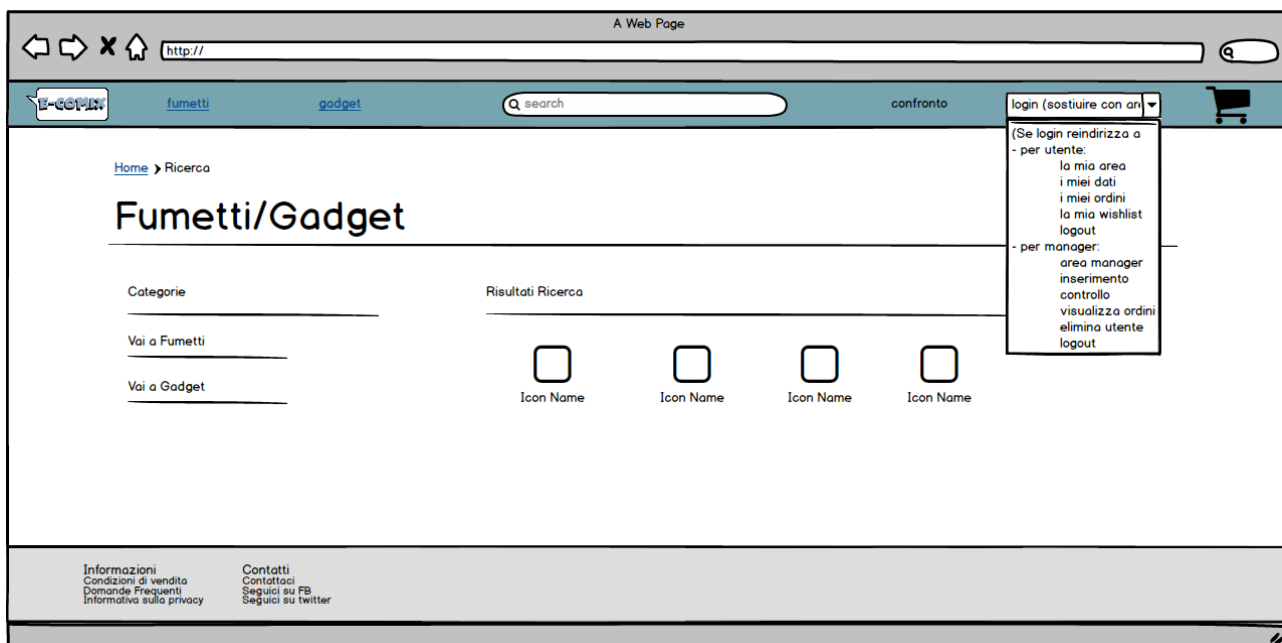 A Web Page
http://
E-COMIX
fumetti
gadget
search
confronto
login (sostiuire con are
(Se login reindirizza a
- per utente:
la mia area
i miei dati
i miei ordini
la mia wishlist
logout
- per manager:
area manager
inserimento
controllo
visualizza ordini
elimina utente
logout
Home
Ricerca
Fumetti/Gadget
Categorie
Vai a Fumetti
Vai a Gadget
Risultati Ricerca
Icon Name
Icon Name
Icon Name
Icon Name
Informazioni
Condizioni di vendita
Domande Frequenti
Informativa sulla privacy
Contatti
Contattaci
Seguici su FB
Seguici su twitter